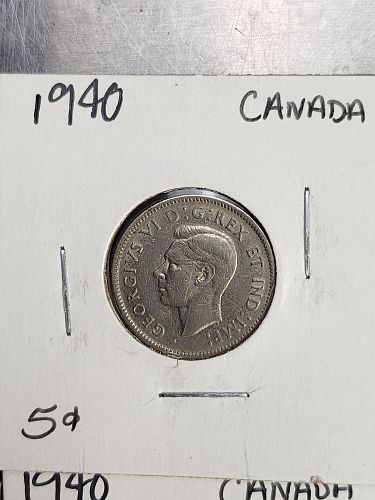 1940 CANADA
GEORGIVS VI D:G:REX ET IND:IMP:
5¢
1940 CANADA